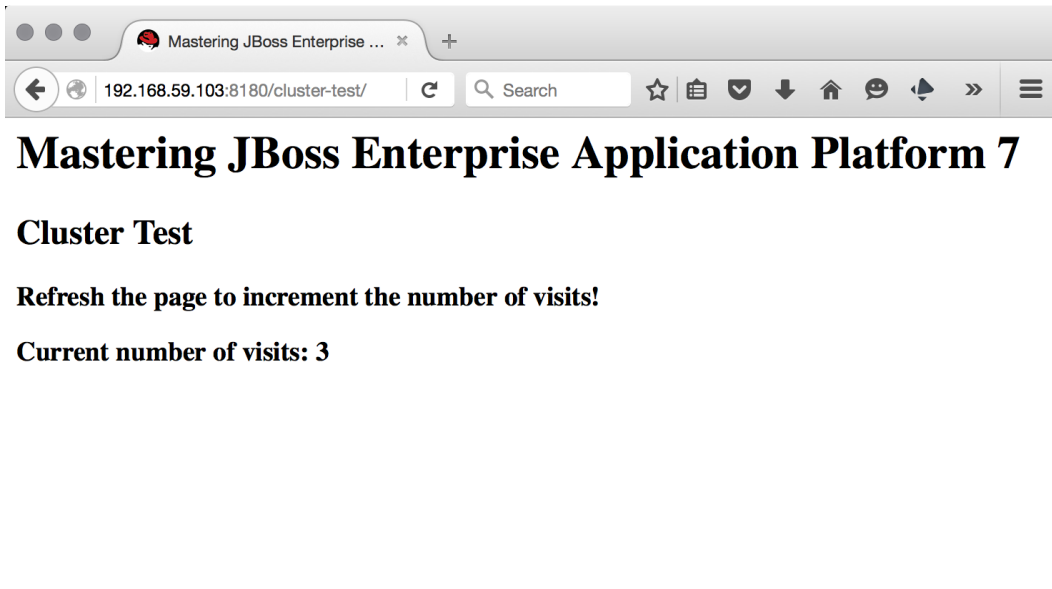 Mastering JBoss Enterprise ...
192.168.59.103:8180/cluster-test/
Search
Mastering JBoss Enterprise Application Platform 7
Cluster Test
Refresh the page to increment the number of visits!
Current number of visits: 3